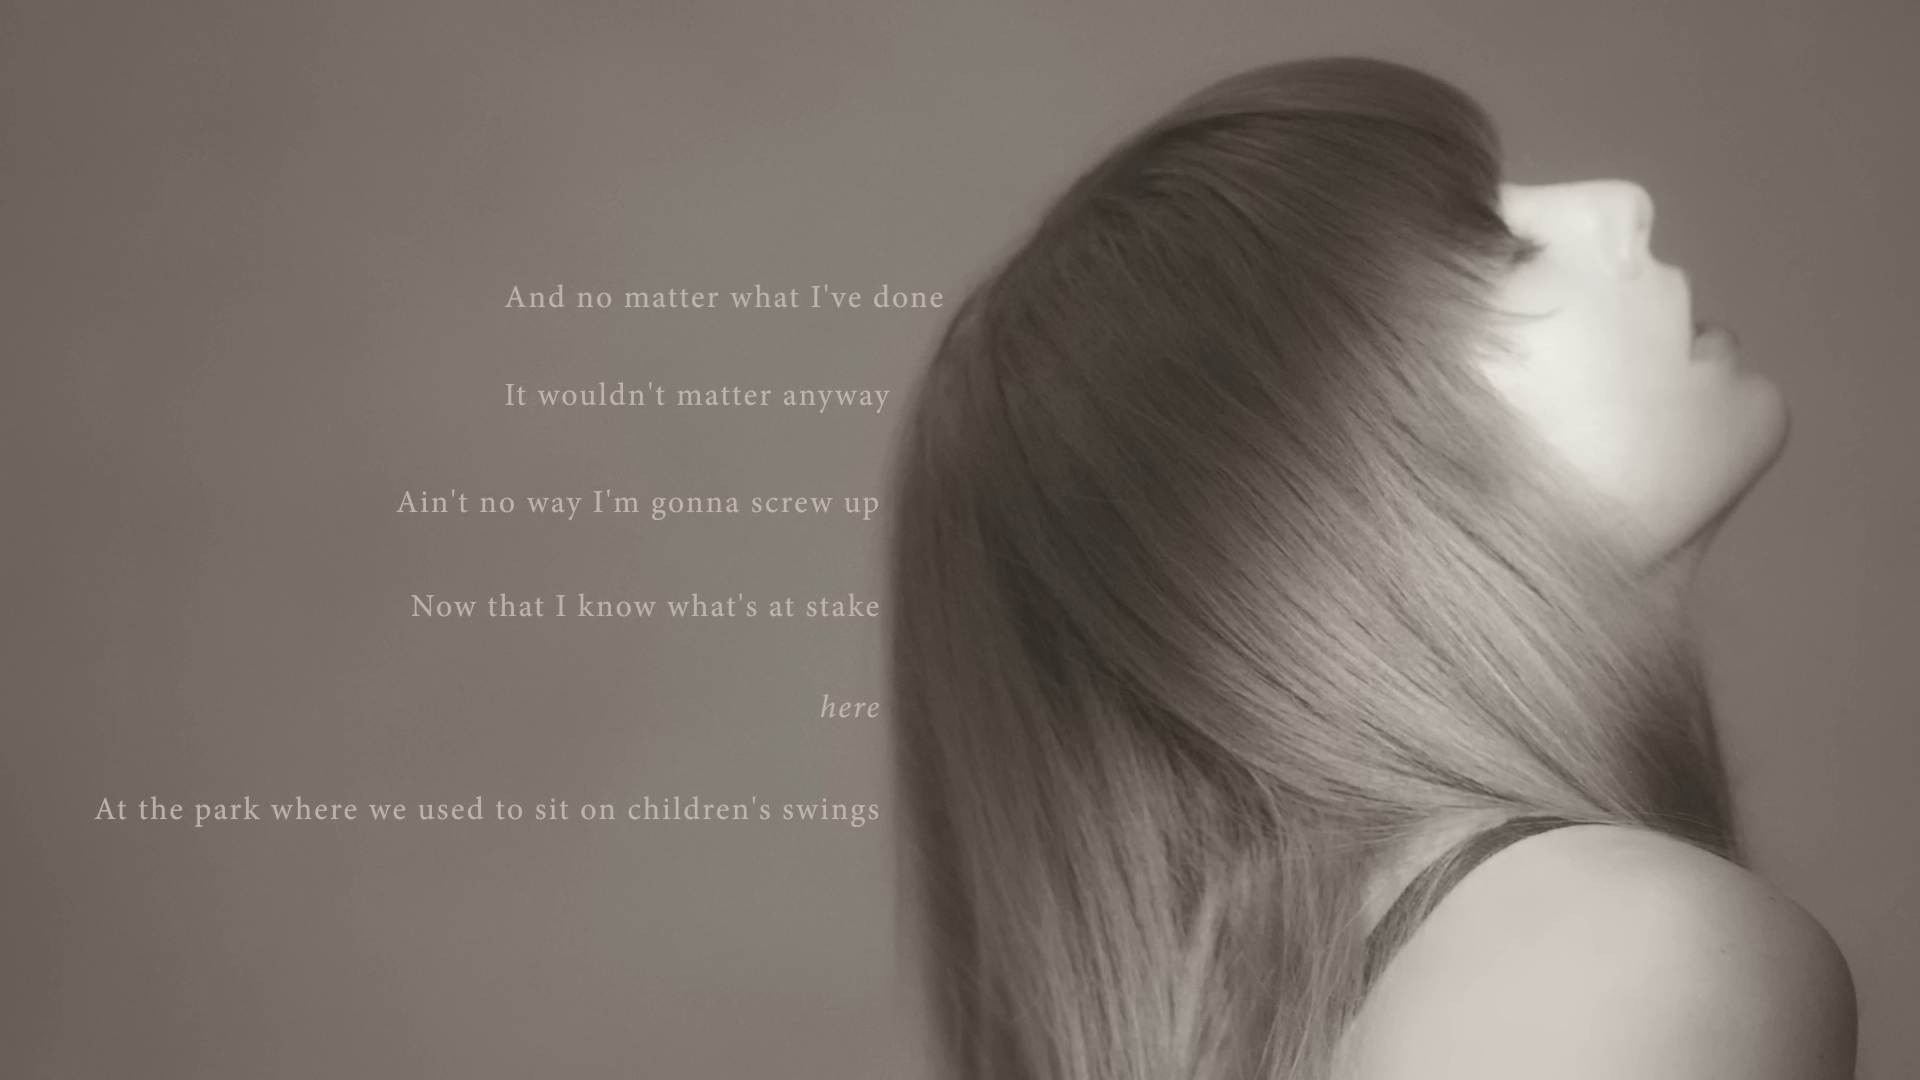 And no matter what I've done
It wouldn't matter anyway
Ain't no way I'm gonna screw up
Now that I know what's at stake
here
At the park where we used to sit on children's swings